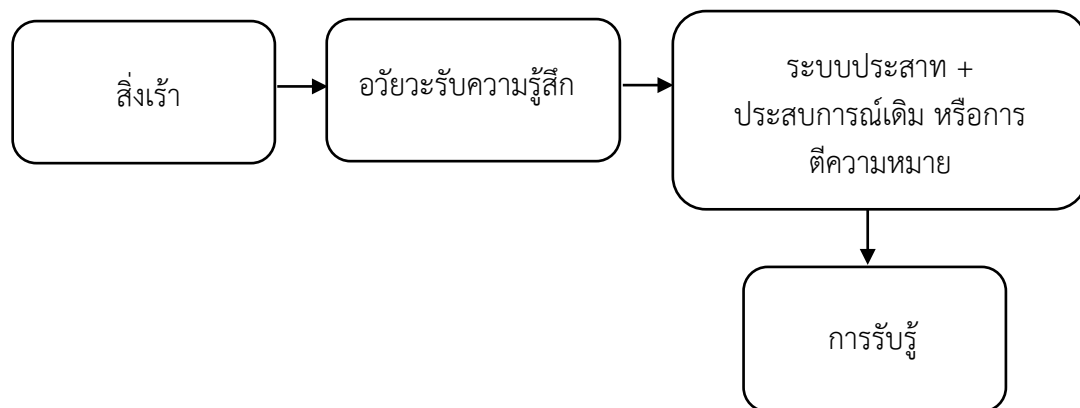 สิ่งเร้า
อวัยวะรับความรู้สึก
ระบบประสาท +
ประสบการณ์เดิม หรือการ
ตีความหมาย
การรับรู้